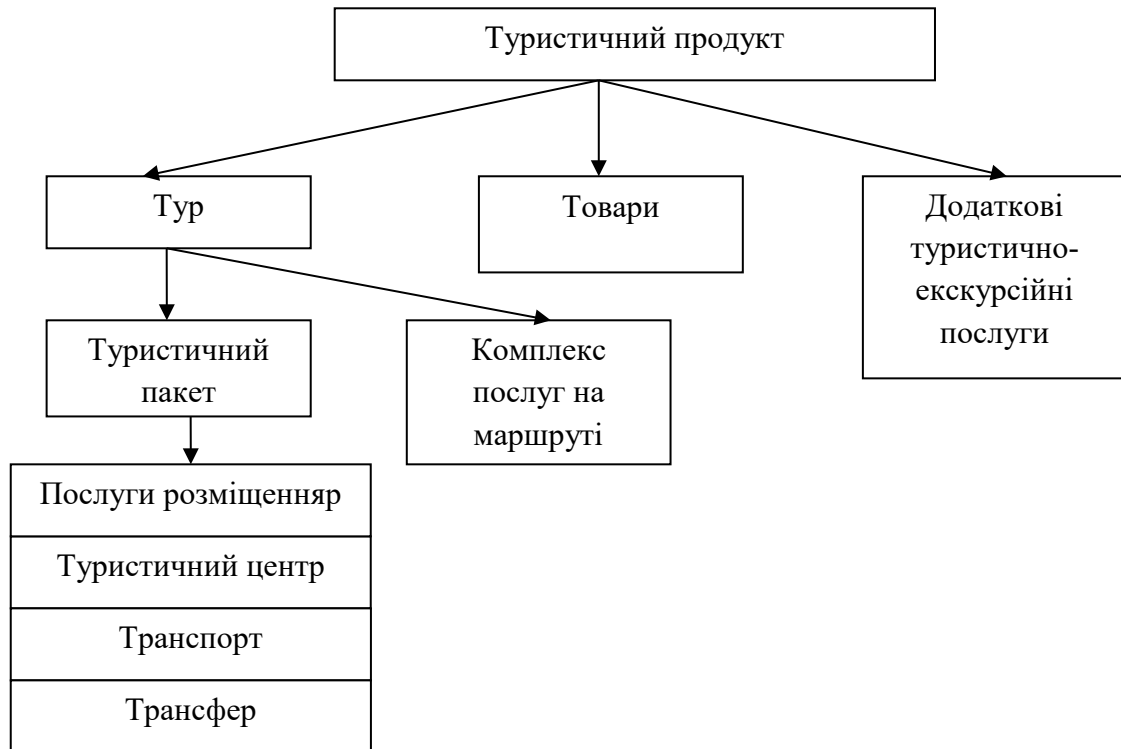 Туристичний продукт
Тур
Товари
Додаткові
туристично-
екскурсійні
послуги
Туристичний
пакет
Комплекс
послуг на
маршруті
Послуги розміщенняр
Туристичний центр
Транспорт
Трансфер